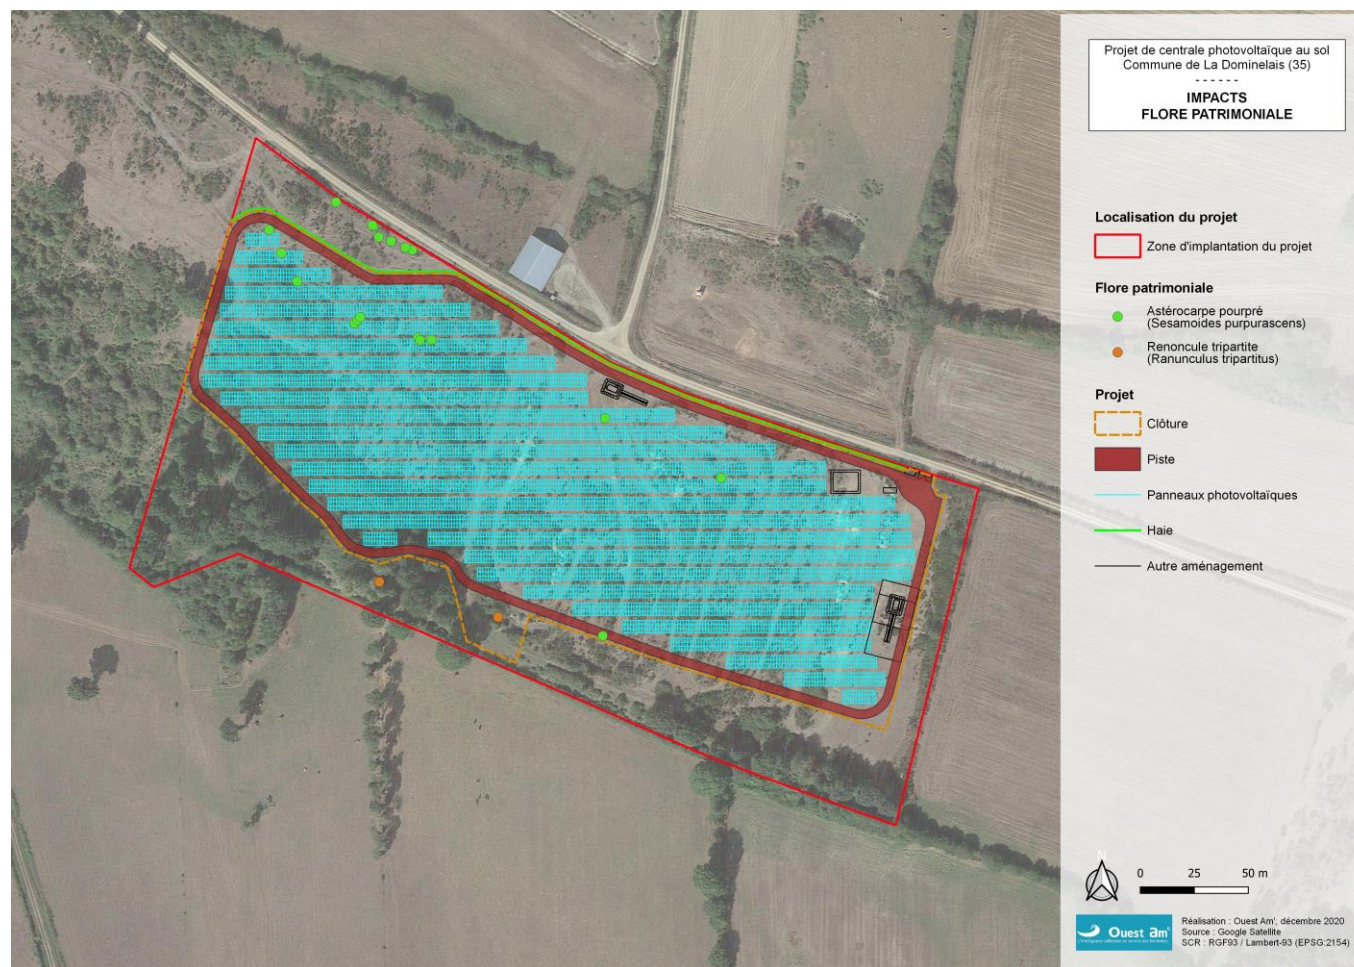 Projet de centrale photovoltaïque au sol
Commune de La Dominelais (35)
- - - - - -
IMPACTS
FLORE PATRIMONIALE
Localisation du projet
Zone d'implantation du projet
Flore patrimoniale
Astérocarpe pourpré
(Sesamoides purpurascens)
Renoncule tripartite
(Ranunculus tripartitus)
Projet
Clôture
Piste
Panneaux photovoltaïques
Haie
Autre aménagement
N
0 25 50 m
Ouest am'
Réalisation : Ouest Am', décembre 2020
Source : Google Satellite
SCR : RGF93 / Lambert-93 (EPSG:2154)